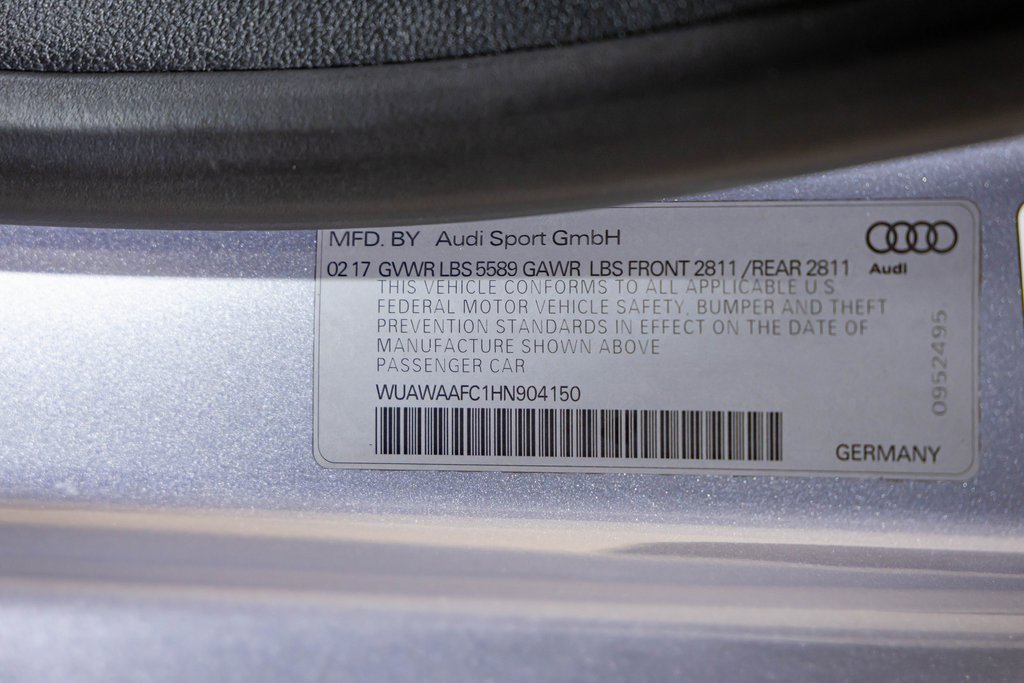 MFD. BY Audi Sport GmbH
Audi
02 17 GVWR LBS 5589 GAWR LBS FRONT 2811 /REAR 2811
THIS VEHICLE CONFORMS TO ALL APPLICABLE U.S.
FEDERAL MOTOR VEHICLE SAFETY, BUMPER AND THEFT
PREVENTION STANDARDS IN EFFECT ON THE DATE OF
MANUFACTURE SHOWN ABOVE
PASSENGER CAR
WUAWAAFC1HN904150
0952495
GERMANY